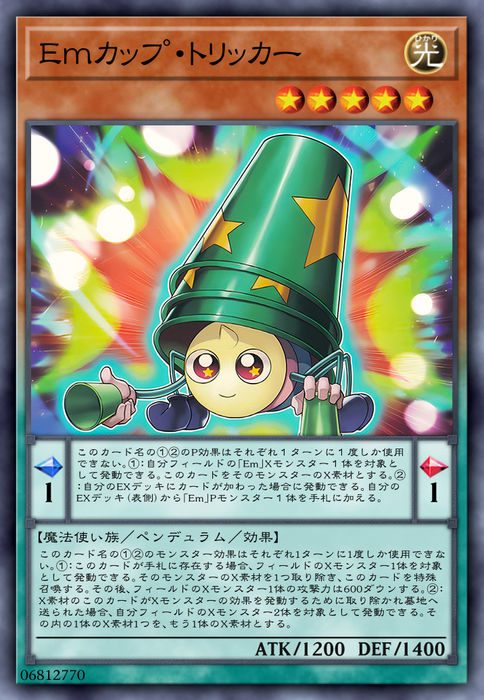 Emカップ・トリッカー
光
ひかり
このカード名の①②のP効果はそれぞれ1ターンに1度しか使用
できない。①:自分フィールドの「Em」Xモンスター1体を対象と
して発動できる。このカードをそのモンスターのX素材とする。②
:自分のEXデッキにカードが加わった場合に発動できる。自分の
EXデッキ(表側)から「Em」Pモンスター1体を手札に加える。
1
1
【魔法使い族/ペンデュラム/効果】
このカード名の①②のモンスター効果はそれぞれ1ターンに1度しか使用できな
い。①:このカードが手札に存在する場合、フィールドのXモンスター1体を対象
として発動できる。そのモンスターのX素材を1つ取り除き、このカードを特殊
召喚する。その後、フィールドのXモンスター1体の攻撃力は600ダウンする。②:
X素材のこのカードがXモンスターの効果を発動するために取り除かれ墓地へ
送られた場合、自分フィールドのXモンスター2体を対象として発動できる。そ
の内の1体のX素材1つを、もう1体のX素材とする。
ATK/1200 DEF/1400
06812770